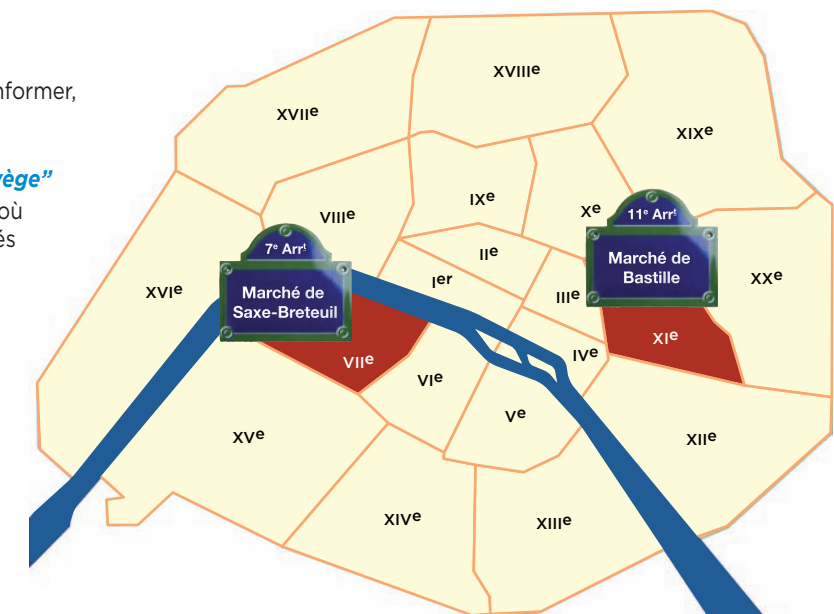 nformer,
ège”
où
és
XVIIIe
XVIIe
XIXe
IXe
Xe
VIIIe
11e Arrt
Marché de
Bastille
7e Arrt
Marché de
Saxe-Breteuil
IIe
Ier
IIIe
XXe
XVIe
XIe
VIIe
IVe
VIe
Ve
XVe
XIIe
XIVe
XIIIe